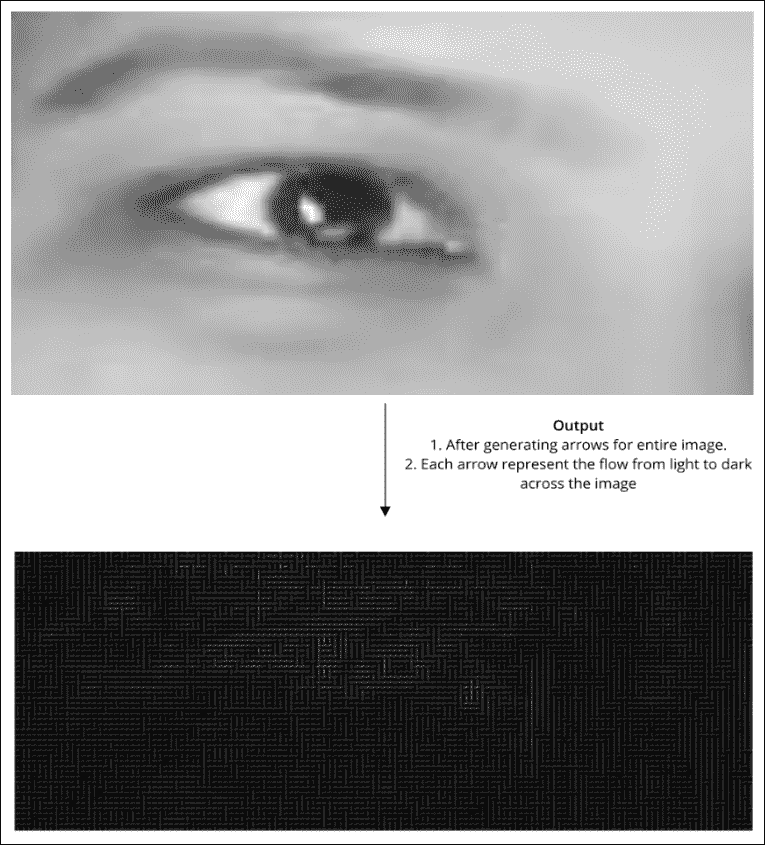 Output
1. After generating arrows for entire image.
2. Each arrow represent the flow from light to dark
across the image